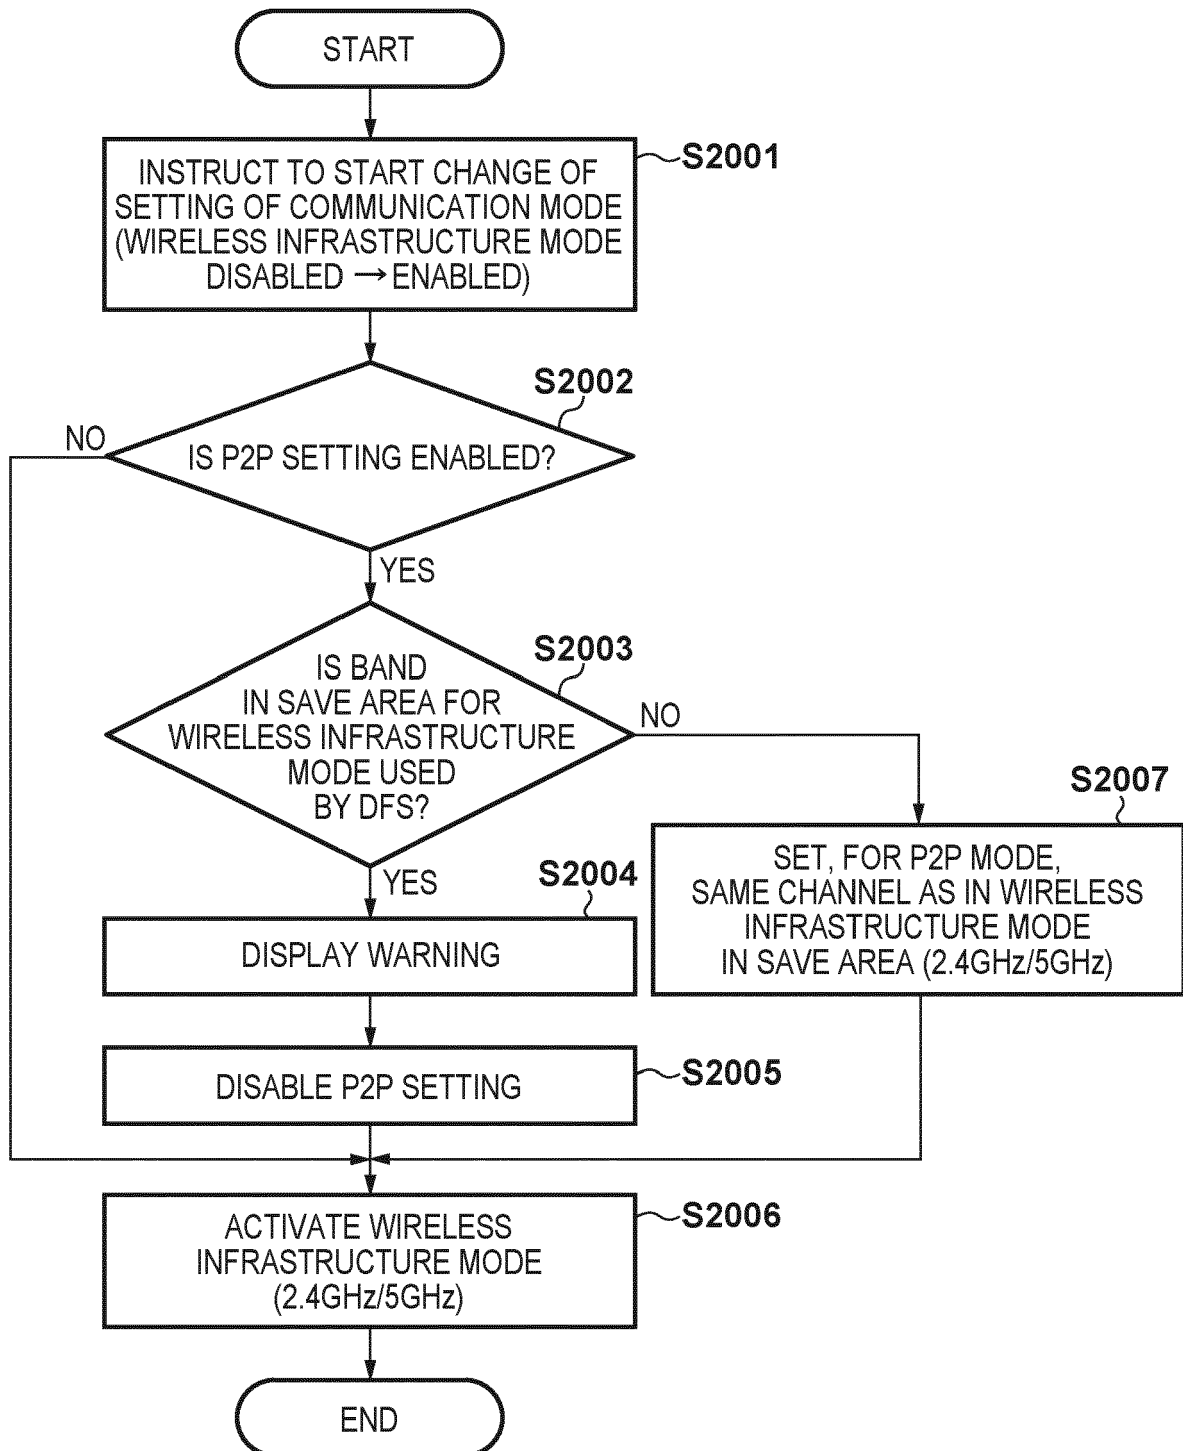 START
INSTRUCT TO START CHANGE OF
SETTING OF COMMUNICATION MODE
(WIRELESS INFRASTRUCTURE MODE
DISABLED → ENABLED)
S2001
S2002
IS P2P SETTING ENABLED?
NO
YES
S2003
IS BAND
IN SAVE AREA FOR
WIRELESS INFRASTRUCTURE
MODE USED
BY DFS?
NO
YES
S2007
SET, FOR P2P MODE,
SAME CHANNEL AS IN WIRELESS
INFRASTRUCTURE MODE
IN SAVE AREA (2.4GHz/5GHz)
S2004
DISPLAY WARNING
DISABLE P2P SETTING
S2005
ACTIVATE WIRELESS
INFRASTRUCTURE MODE
(2.4GHz/5GHz)
S2006
END